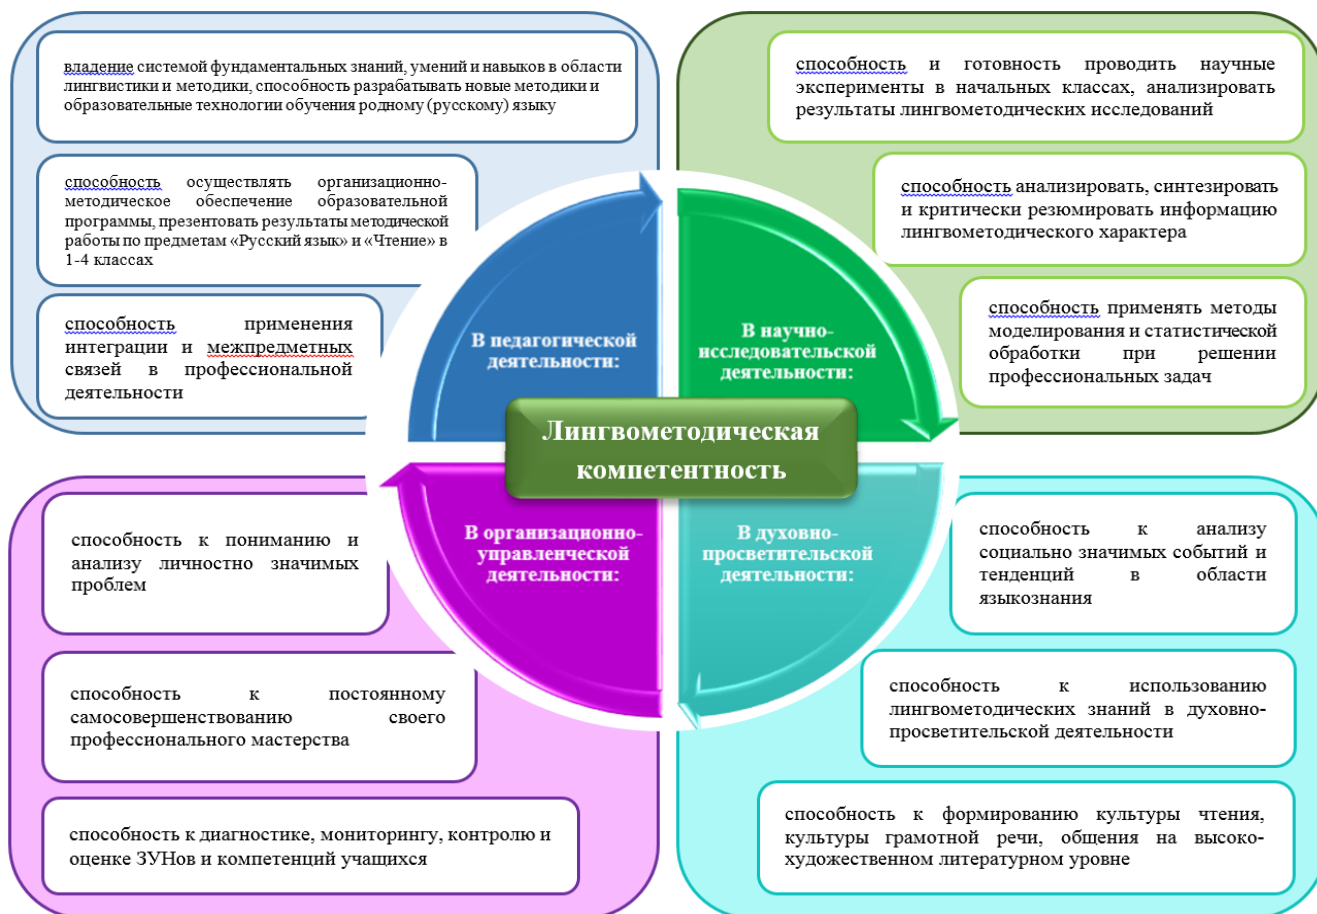 владение системой фундаментальных знаний, умений и навыков в области
лингвистики и методики, способность разрабатывать новые методики и
образовательные технологии обучения родному (русскому) языку
способность осуществлять организационно-
методическое обеспечение образовательной
программы, презентовать результаты методической
работы по предметам «Русский язык» и «Чтение» в
1-4 классах
способность применения
интеграции и межпредметных
связей в профессиональной
деятельности
В педагогической
деятельности:
способность и готовность проводить научные
эксперименты в начальных классах, анализировать
результаты лингвометодических исследований
способность анализировать, синтезировать
и критически резюмировать информацию
лингвометодического характера
способность применять методы
моделирования и статистической
обработки при решении
профессиональных задач
В научно-
исследовательской
деятельности:
Лингвометодическая
компетентность
В организационно-
управленческой
деятельности:
способность к пониманию и
анализу личностно значимых
проблем
способность к постоянному
самосовершенствованию своего
профессионального мастерства
способность к диагностике, мониторингу, контролю и
оценке ЗУНов и компетенций учащихся
В духовно-
просветительской
деятельности:
способность к анализу
социально значимых событий и
тенденций в области
языкознания
способность к использованию
лингвометодических знаний в духовно-
просветительской деятельности
способность к формированию культуры чтения,
культуры грамотной речи, общения на высоко-
художественном литературном уровне